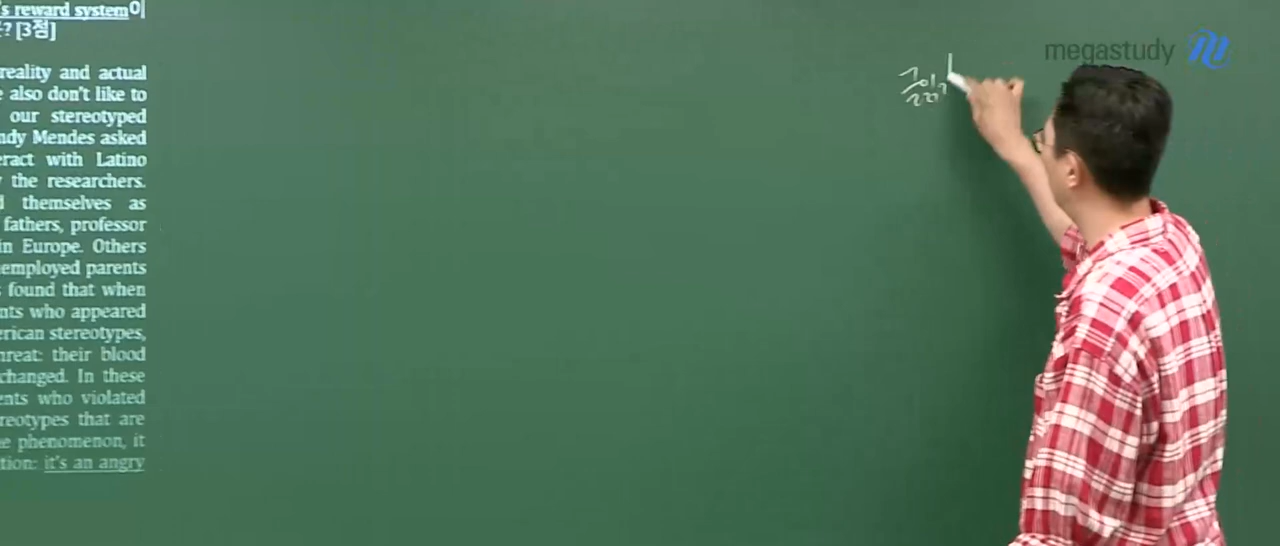 s reward system이
? [3점]
reality and actual
also don't like to
our stereotyped
ndy Mendes asked
eract with Latino
the researchers.
themselves as
fathers, professor
in Europe. Others
employed parents
found that when
nts who appeared
erican stereotypes,
hreat: their blood
changed. In these
ents who violated
reotypes that are
e phenomenon, it
tion: it's an angry
megastudy